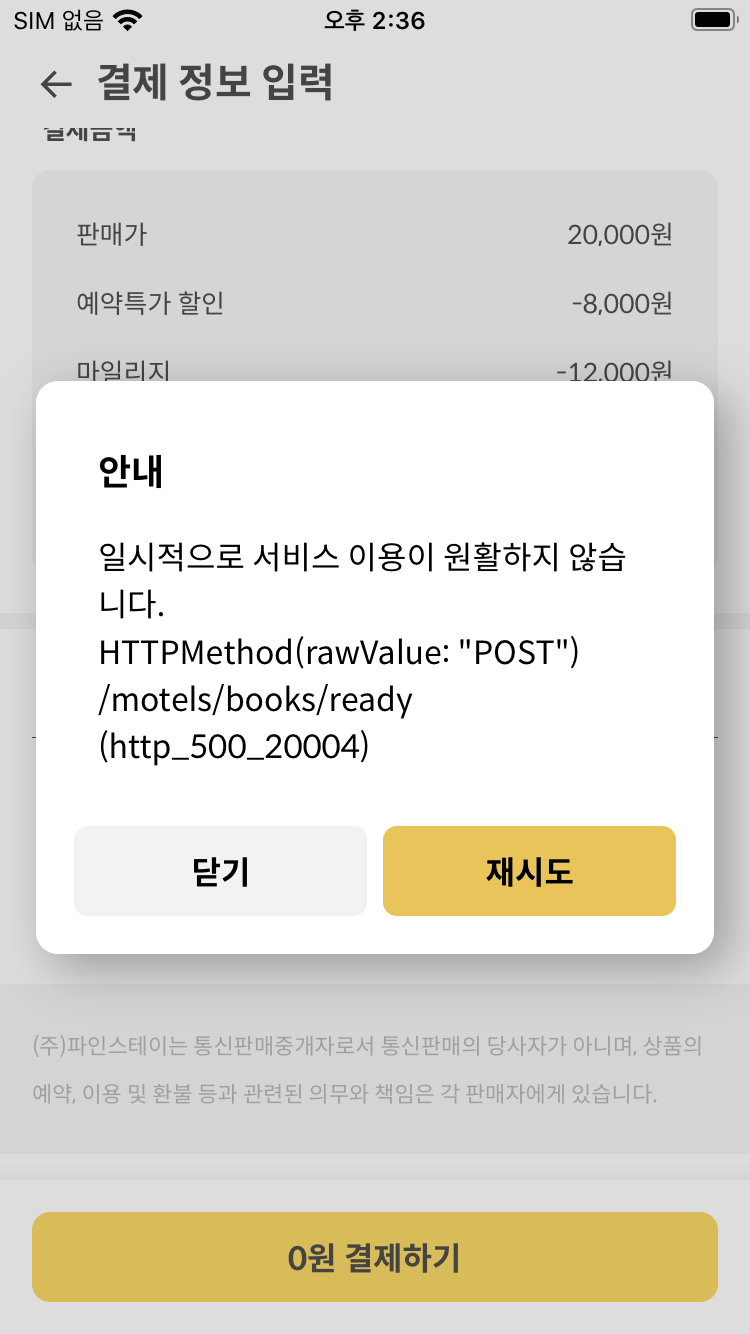 SIM 없음
오후 2:36
결제 정보 입력
결제금액
판매가 20,000원
예약특가 할인 -8,000원
마일리지 -12,000원
안내
일시적으로 서비스 이용이 원활하지 않습
니다.
HTTPMethod(rawValue: "POST")
/motels/books/ready
(http_500_20004)
닫기 재시도
(주)파인스테이는 통신판매중개자로서 통신판매의 당사자가 아니며, 상품의
예약, 이용 및 환불 등과 관련된 의무와 책임은 각 판매자에게 있습니다.
0원 결제하기